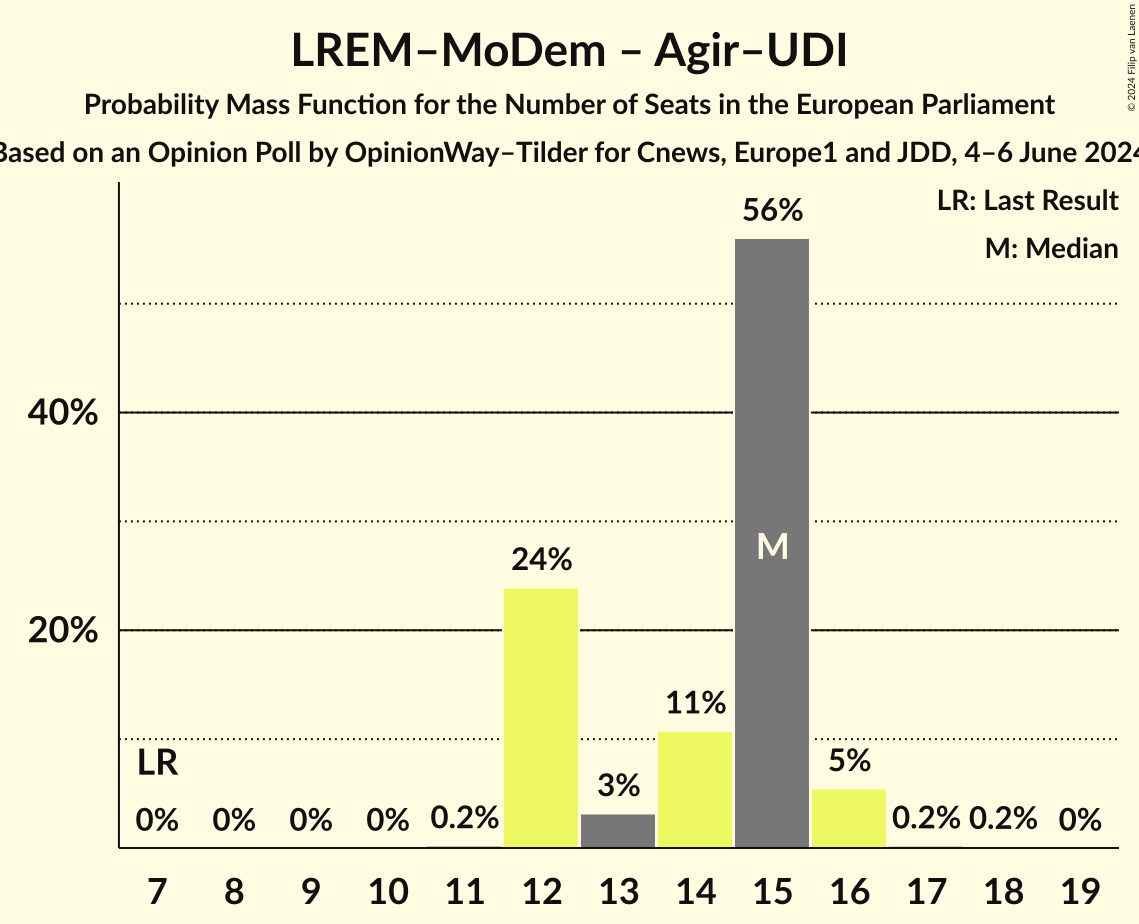 LREM–MoDem – Agir–UDI
Probability Mass Function for the Number of Seats in the European Parliament
Based on an Opinion Poll by OpinionWay–Tilder for Cnews, Europe1 and JDD, 4–6 June 2024
© 2024 Filip van Laenen
LR: Last Result
M: Median
56%
40%
M
24%
20%
11%
LR
5%
3%
0% 0% 0% 0% 0.2% 0.2% 0.2% 0%
7 8 9 10 11 12 13 14 15 16 17 18 19